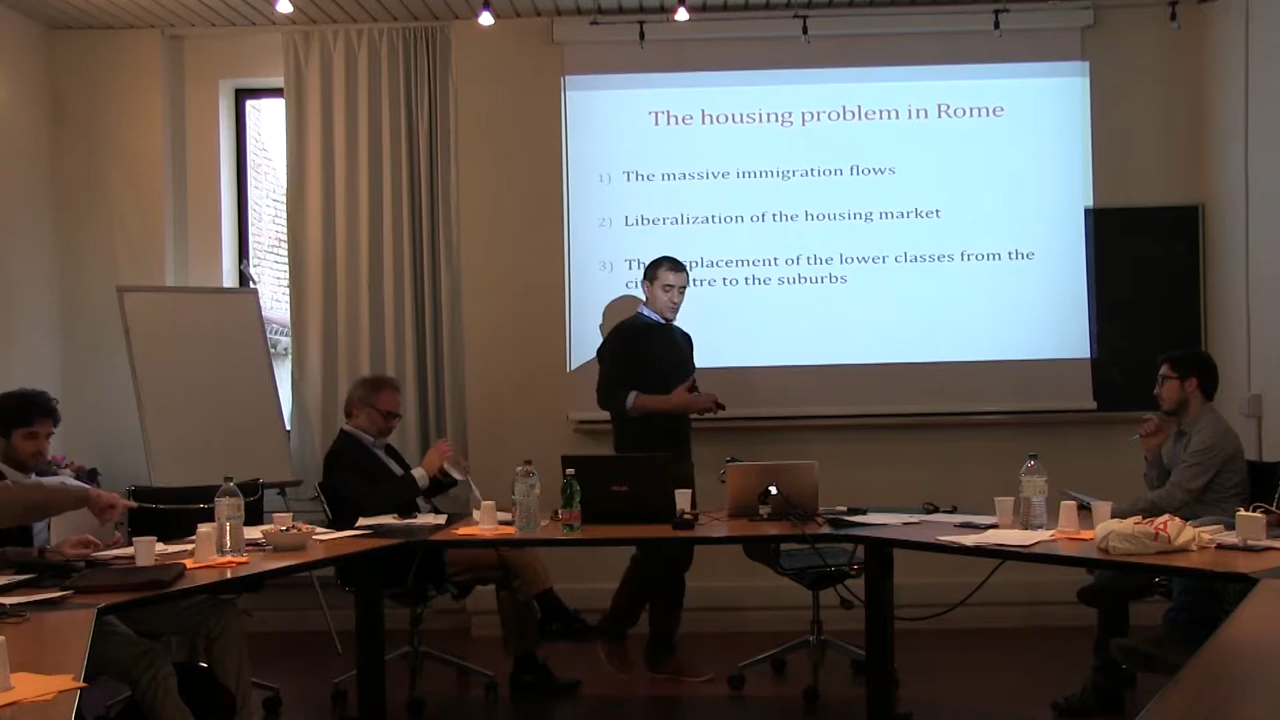 The housing problem in Rome
1) The massive immigration flows
2) Liberalization of the housing market
3) placement of the lower classes from the
to the suburbs